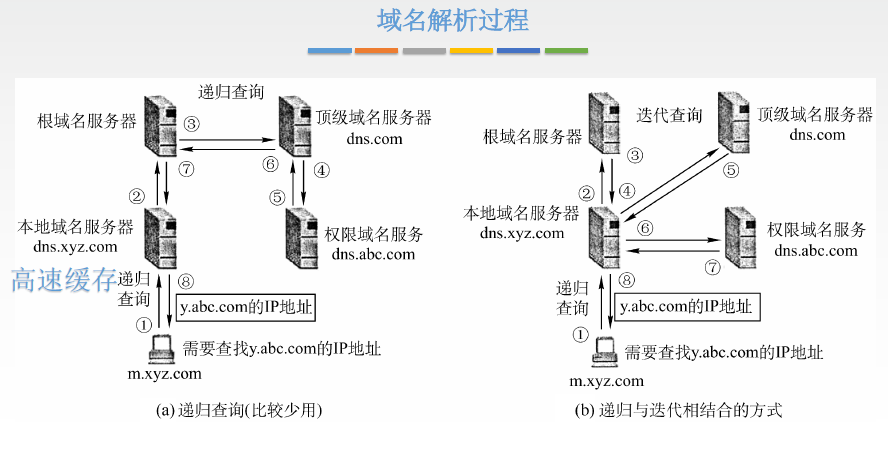 域名解析过程
递归查询
根域名服务器
③
顶级域名服务器
dns.com
⑦
⑥
④
②
⑤
本地域名服务器
dns.xyz.com
权限域名服务
dns.abc.com
高速缓存
递归
查询
⑧
y.abc.com的IP地址
①
需要查找y.abc.com的IP地址
m.xyz.com
(a) 递归查询(比较少用)
迭代查询
根域名服务器
顶级域名服务器
dns.com
③
⑤
②
④
本地域名服务器
dns.xyz.com
⑥
权限域名服务
dns.abc.com
⑦
递归
查询
⑧
y.abc.com的IP地址
①
需要查找y.abc.com的IP地址
m.xyz.com
(b) 递归与迭代相结合的方式